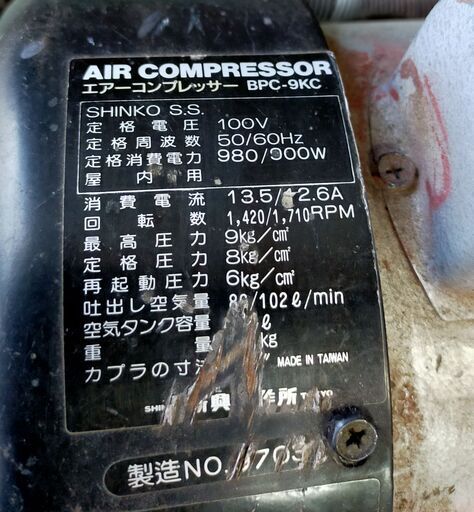 AIR COMPRESSOR
エアーコンプレッサー BPC-9KC
SHINKO S.S.
定格電圧 100V
定格周波数 50/60Hz
定格消費電力 980/900W
屋内用
消費電流 13.5/12.6A
回転数 1,420/1,710RPM
最高圧力 9kg/c㎡
定格圧力 8kg/c㎡
再起動圧力 6kg/c㎡
吐出し空気量 /102ℓ/min
空気タンク容量 ℓ
重量 kg
カプラの寸 MADE IN TAIWAN
興 作所
製造NO.